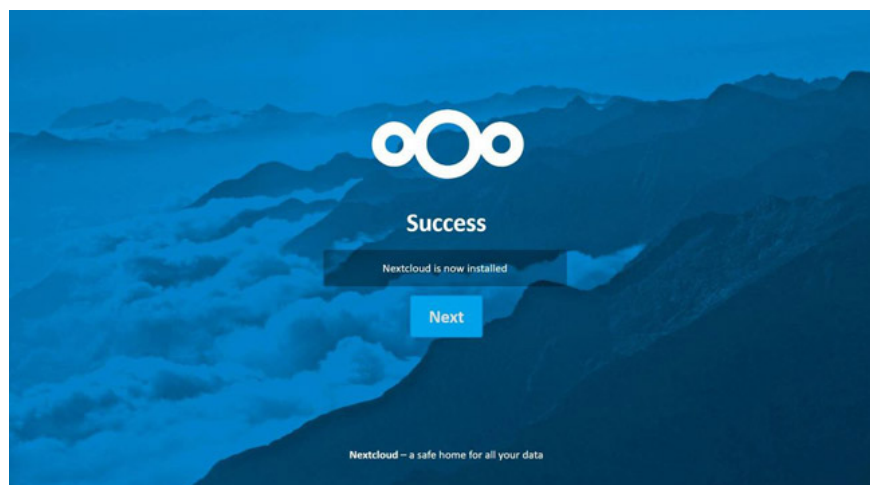 Success
Nextcloud is now installed
Next
Nextcloud – a safe home for all your data